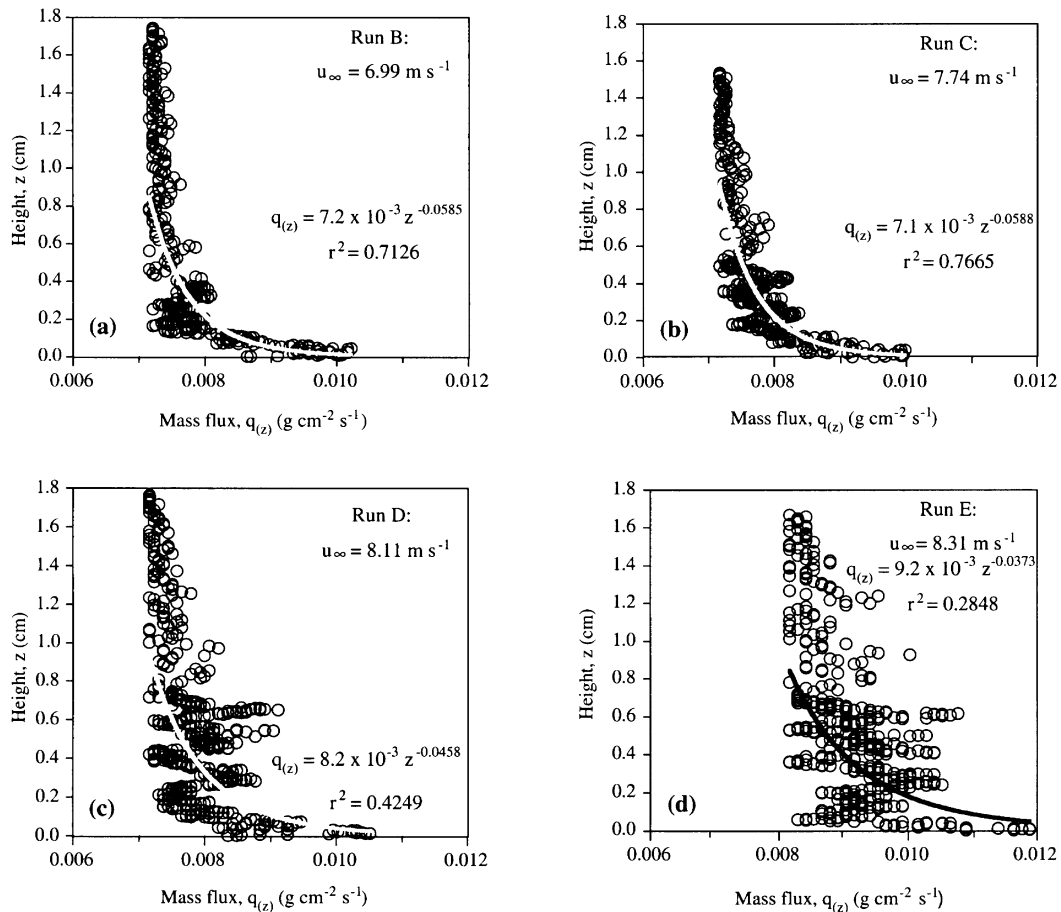 1.8
1.6
1.4
1.2
1.0
0.8
0.6
0.4
0.2
0.0
Height, z (cm)
Run B:
u∞ = 6.99 m s⁻¹
q(z) = 7.2 x 10⁻³ z⁻⁰·⁰⁵⁸⁵
r² = 0.7126
(a)
0.006 0.008 0.010 0.012
Mass flux, q(z) (g cm⁻² s⁻¹)
1.8
1.6
1.4
1.2
1.0
0.8
0.6
0.4
0.2
0.0
Height, z (cm)
Run C:
u∞ = 7.74 m s⁻¹
q(z) = 7.1 x 10⁻³ z⁻⁰·⁰⁵⁸⁸
r² = 0.7665
(b)
0.006 0.008 0.010 0.012
Mass flux, q(z) (g cm⁻² s⁻¹)
1.8
1.6
1.4
1.2
1.0
0.8
0.6
0.4
0.2
0.0
Height, z (cm)
Run D:
u∞ = 8.11 m s⁻¹
q(z) = 8.2 x 10⁻³ z⁻⁰·⁰⁴⁵⁸
r² = 0.4249
(c)
0.006 0.008 0.010 0.012
Mass flux, q(z) (g cm⁻² s⁻¹)
1.8
1.6
1.4
1.2
1.0
0.8
0.6
0.4
0.2
0.0
Height, z (cm)
Run E:
u∞ = 8.31 m s⁻¹
q(z) = 9.2 x 10⁻³ z⁻⁰·⁰³⁷³
r² = 0.2848
(d)
0.006 0.008 0.010 0.012
Mass flux, q(z) (g cm⁻² s⁻¹)